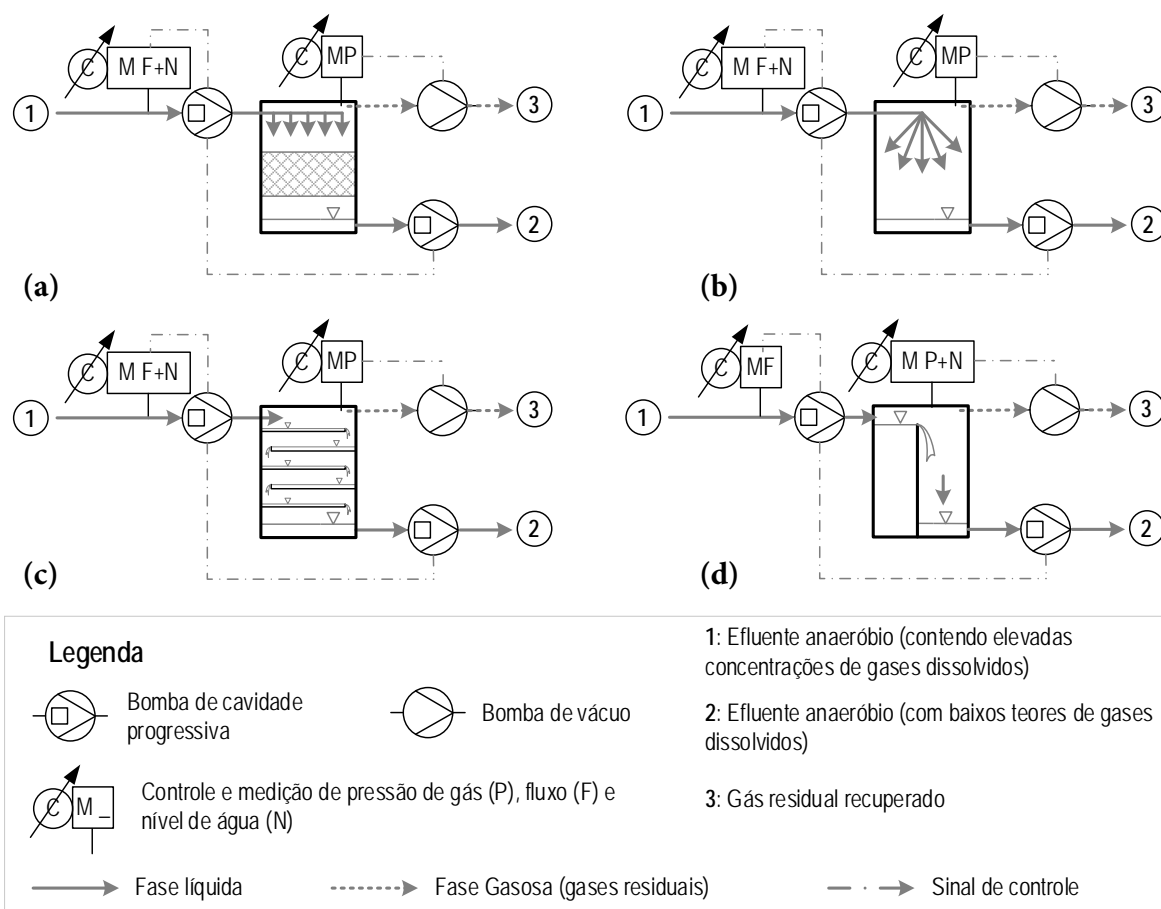 C M F+N C MP
1 3
2
(a)
C M F+N C MP
1 3
2
(b)
C M F+N C MP
1 3
2
(c)
C MF C M P+N
1 3
2
(d)
Legenda
Bomba de cavidade
progressiva
Bomba de vácuo
C M _
Controle e medição de pressão de gás (P), fluxo (F) e
nível de água (N)
1: Efluente anaeróbio (contendo elevadas
concentrações de gases dissolvidos)
2: Efluente anaeróbio (com baixos teores de gases
dissolvidos)
3: Gás residual recuperado
Fase líquida
Fase Gasosa (gases residuais)
Sinal de controle